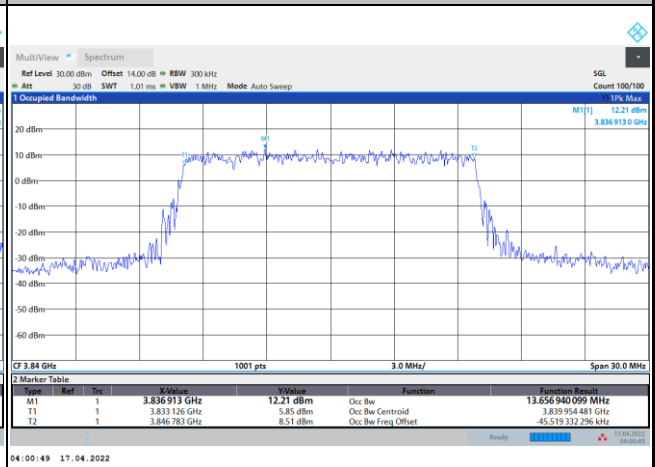 MultiView Spectrum
Ref Level 30.00 dBm Offset 14.00 dB RBW 300 kHz SGL
Att 30 dB SWT 1.01 ms VBW 1 MHz Mode Auto Sweep Count 100/100
1 Occupied Bandwidth 1Pk Max
M1[1] 12.21 dBm
3.836 913 0 GHz
20 dBm
M1
T2
10 dBm
T1
0 dBm
-10 dBm
-20 dBm
-30 dBm
-40 dBm
-50 dBm
-60 dBm
CF 3.84 GHz 1001 pts 3.0 MHz/ Span 30.0 MHz
2 Marker Table
Type Ref Trc X-Value Y-Value Function Function Result
M1 1 3.836 913 GHz 12.21 dBm Occ Bw 13.656 940 099 MHz
T1 1 3.833 126 GHz 5.85 dBm Occ Bw Centroid 3.839 954 481 GHz
T2 1 3.846 783 GHz 8.51 dBm Occ Bw Freq Offset -45.519 332 296 kHz
Ready 17.04.2022
04:00:49
04:00:49 17.04.2022